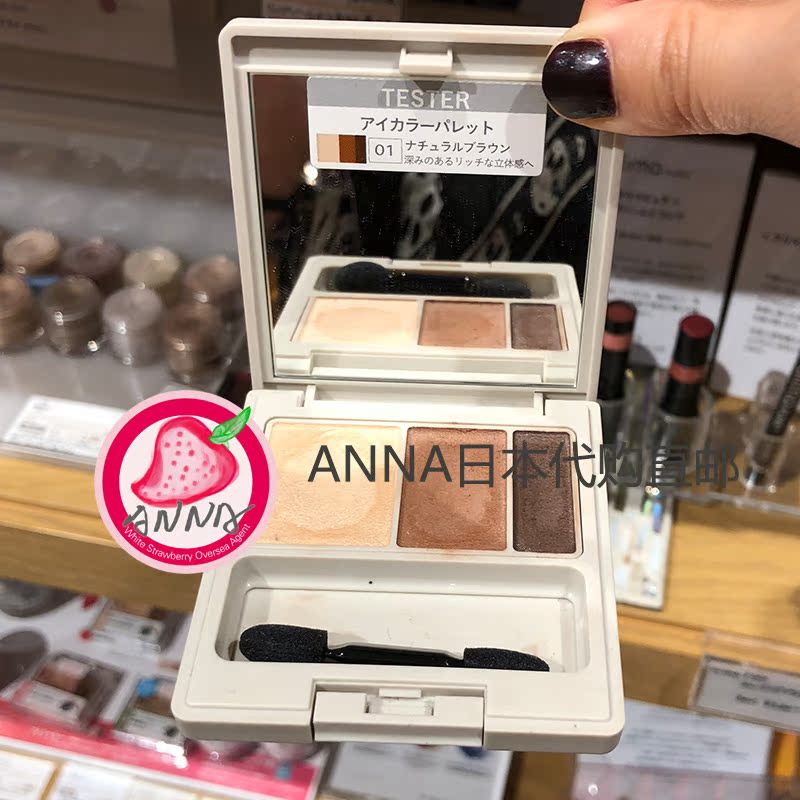 TESTER
アイカラーパレット
01 ナチュラルブラウン
深みのあるリッチな立体感へ
ANNA日本代购直邮
ANNA
White Strawberry Oversea Agent